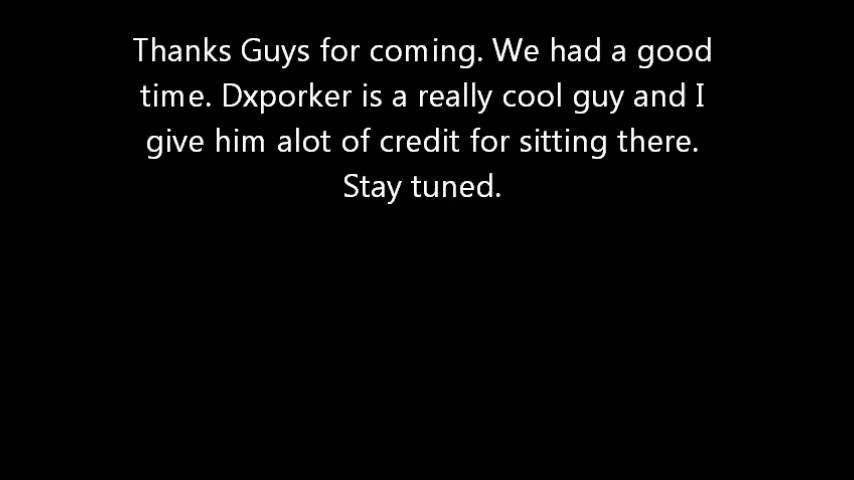 Thanks Guys for coming. We had a good
time. Dxporker is a really cool guy and I
give him alot of credit for sitting there.
Stay tuned.